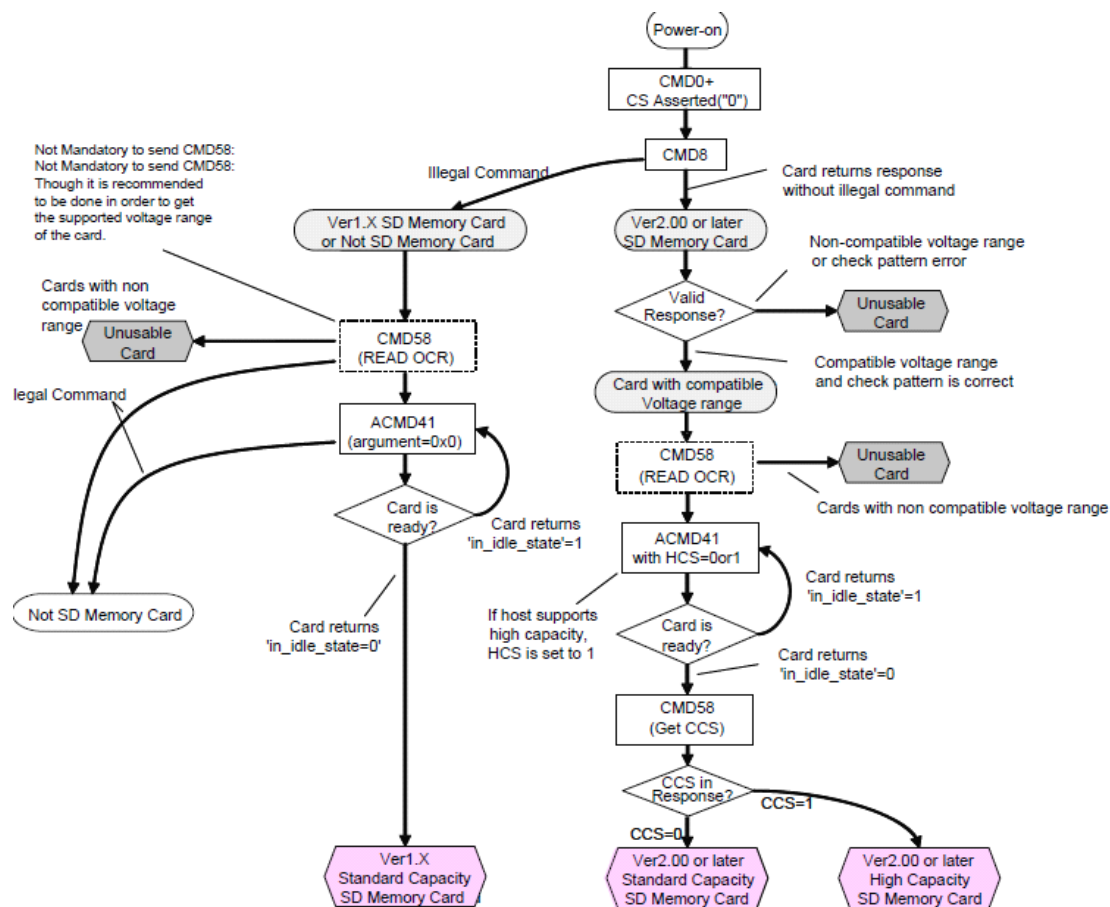 Power-on
CMD0+
CS Asserted("0")
CMD8
Illegal Command
Card returns response
without illegal command
Not Mandatory to send CMD58:
Not Mandatory to send CMD58:
Though it is recommended
to be done in order to get
the supported voltage range
of the card.
Ver1.X SD Memory Card
or Not SD Memory Card
Ver2.00 or later
SD Memory Card
Non-compatible voltage range
or check pattern error
Cards with non
compatible voltage
range
Unusable
Card
CMD58
(READ OCR)
Valid
Response?
Unusable
Card
Compatible voltage range
and check pattern is correct
Card with compatible
Voltage range
legal Command
ACMD41
(argument=0x0)
CMD58
(READ OCR)
Unusable
Card
Cards with non compatible voltage range
Card is
ready?
Card returns
'in_idle_state'=1
ACMD41
with HCS=0or1
Card returns
'in_idle_state'=1
If host supports
high capacity,
HCS is set to 1
Card is
ready?
Not SD Memory Card
Card returns
'in_idle_state=0'
Card returns
'in_idle_state'=0
CMD58
(Get CCS)
CCS in
Response?
CCS=1
CCS=0
Ver1.X
Standard Capacity
SD Memory Card
Ver2.00 or later
Standard Capacity
SD Memory Card
Ver2.00 or later
High Capacity
SD Memory Card